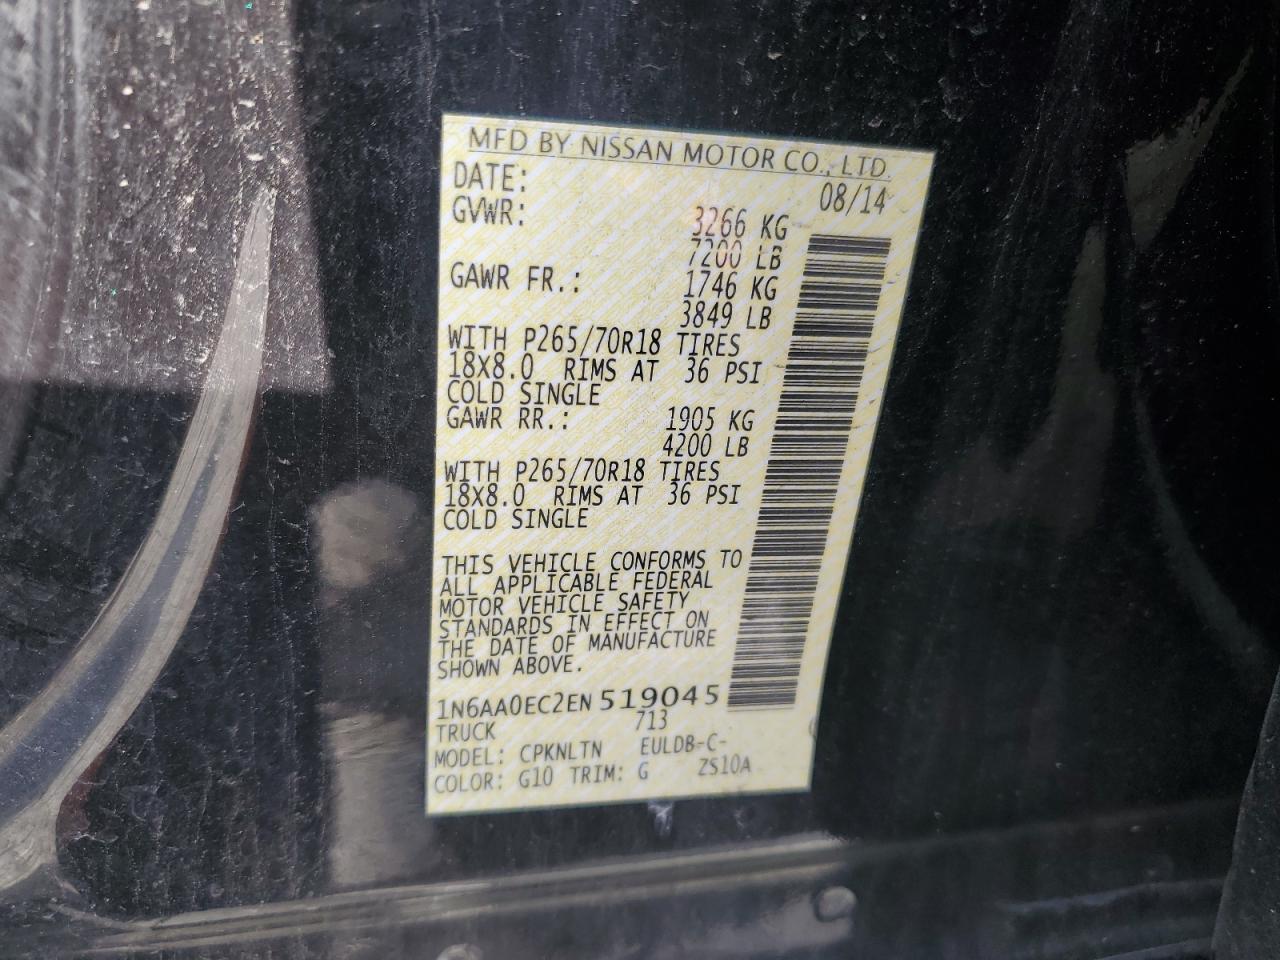 MFD BY NISSAN MOTOR CO., LTD.
DATE: 08/14
GVWR: 3266 KG
7200 LB
GAWR FR.: 1746 KG
3849 LB
WITH P265/70R18 TIRES
18X8.0 RIMS AT 36 PSI
COLD SINGLE
GAWR RR.: 1905 KG
4200 LB
WITH P265/70R18 TIRES
18X8.0 RIMS AT 36 PSI
COLD SINGLE
THIS VEHICLE CONFORMS TO
ALL APPLICABLE FEDERAL
MOTOR VEHICLE SAFETY
STANDARDS IN EFFECT ON
THE DATE OF MANUFACTURE
SHOWN ABOVE.
1N6AA0EC2EN519045
TRUCK 713
MODEL: CPKNLTN EULDB-C-
COLOR: G10 TRIM: G ZS10A